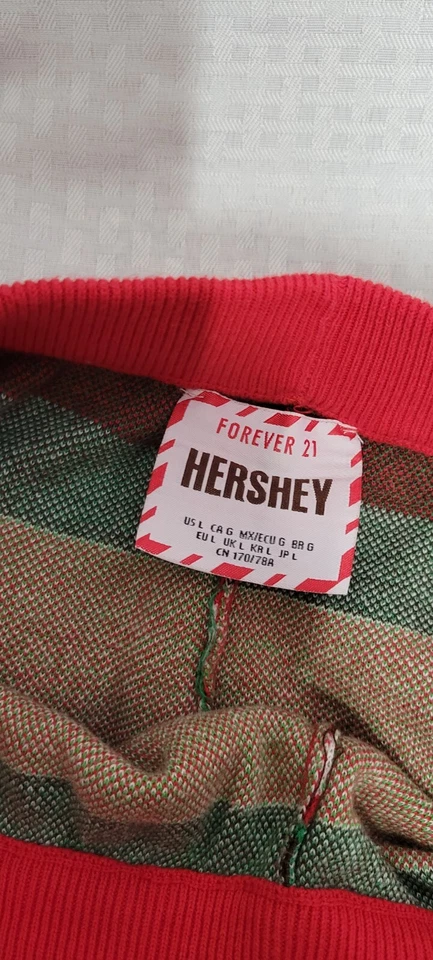 FOREVER 21
HERSHEY
US L CA G MX/ECU G BR G
EU L UK L KR L JP L
CN 170/78A